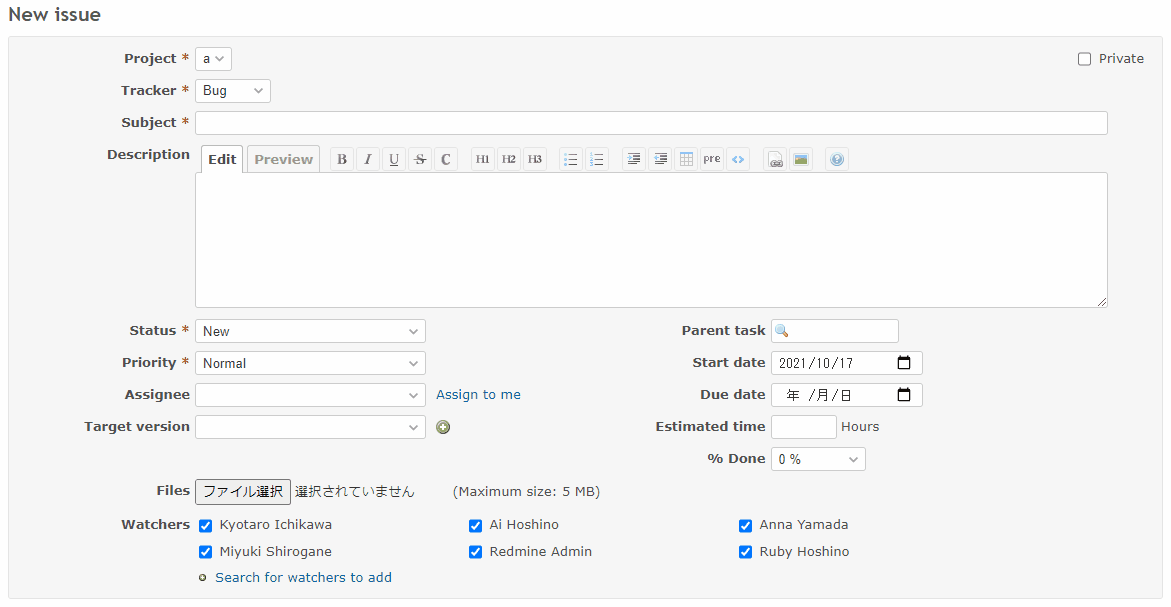 New issue
Project * a Private
Tracker * Bug
Subject *
Description Edit Preview B I U S C H1 H2 H3 pre <>
Status * New Parent task
Priority * Normal Start date 2021/10/17
Assignee Assign to me Due date 年 /月/日
Target version Estimated time Hours
% Done 0 %
Files ファイル選択 選択されていません (Maximum size: 5 MB)
Watchers Kyotaro Ichikawa Ai Hoshino Anna Yamada
Miyuki Shirogane Redmine Admin Ruby Hoshino
Search for watchers to add